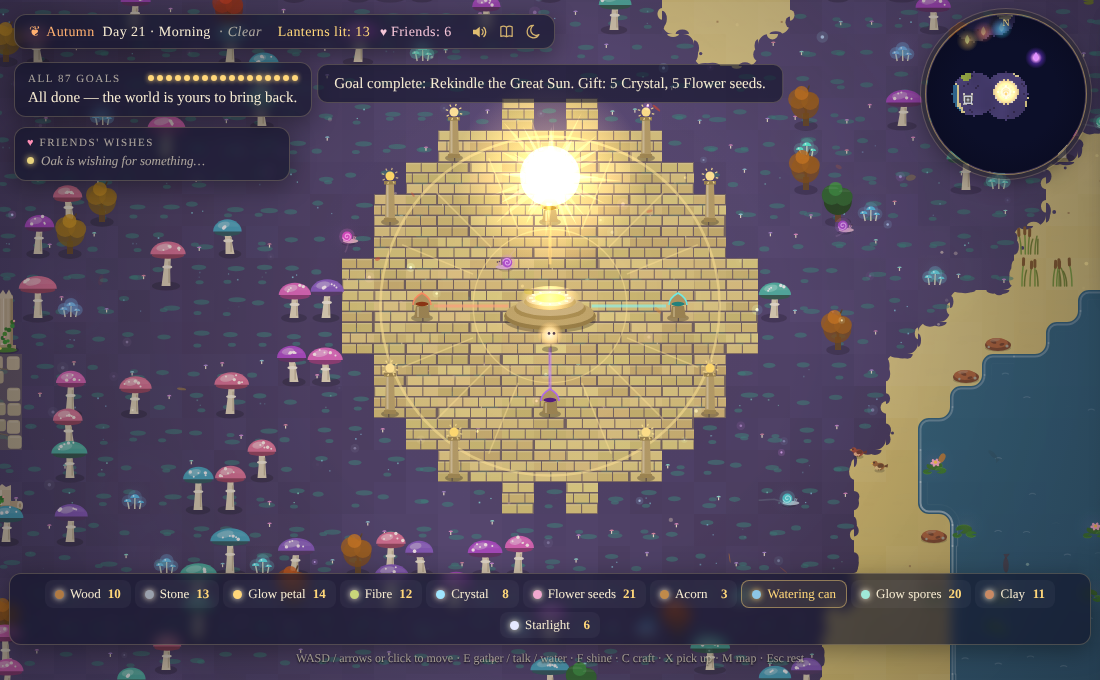 Autumn Day 21 · Morning · Clear Lanterns lit: 13 ♥ Friends: 6
N
ALL 87 GOALS
All done — the world is yours to bring back.
Goal complete: Rekindle the Great Sun. Gift: 5 Crystal, 5 Flower seeds.
♥ FRIENDS' WISHES
Oak is wishing for something…
Wood 10 Stone 13 Glow petal 14 Fibre 12 Crystal 8 Flower seeds 21 Acorn 3 Watering can Glow spores 20 Clay 11
Starlight 6
WASD / arrows or click to move · E gather / talk / water · F shine · C craft · X pick up · M map · Esc rest